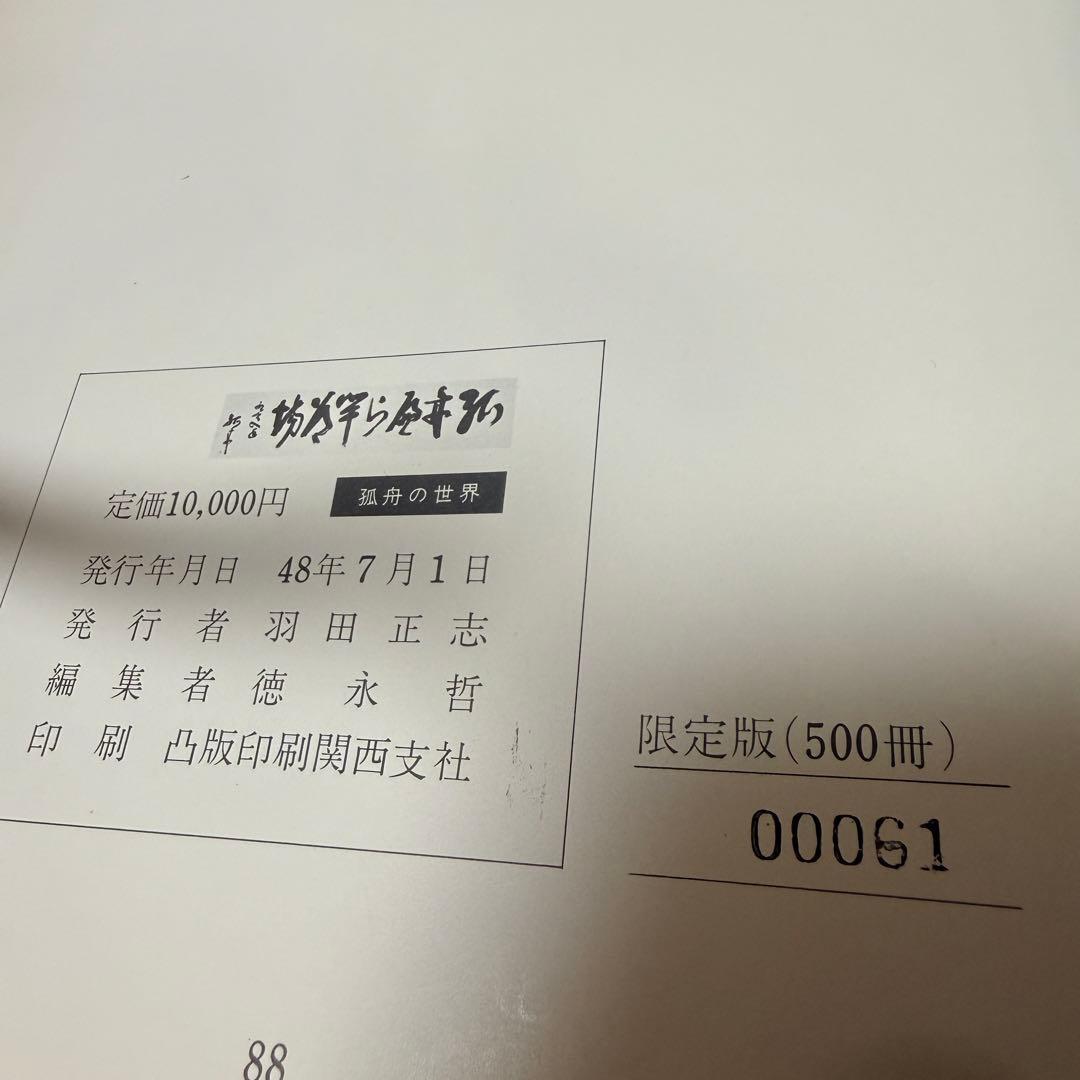 定価10,000円 孤舟の世界
発行年月日 48年7月1日
発行者 羽田正志
編集者 徳永哲
印刷 凸版印刷関西支社
限定版(500冊)
00061
88